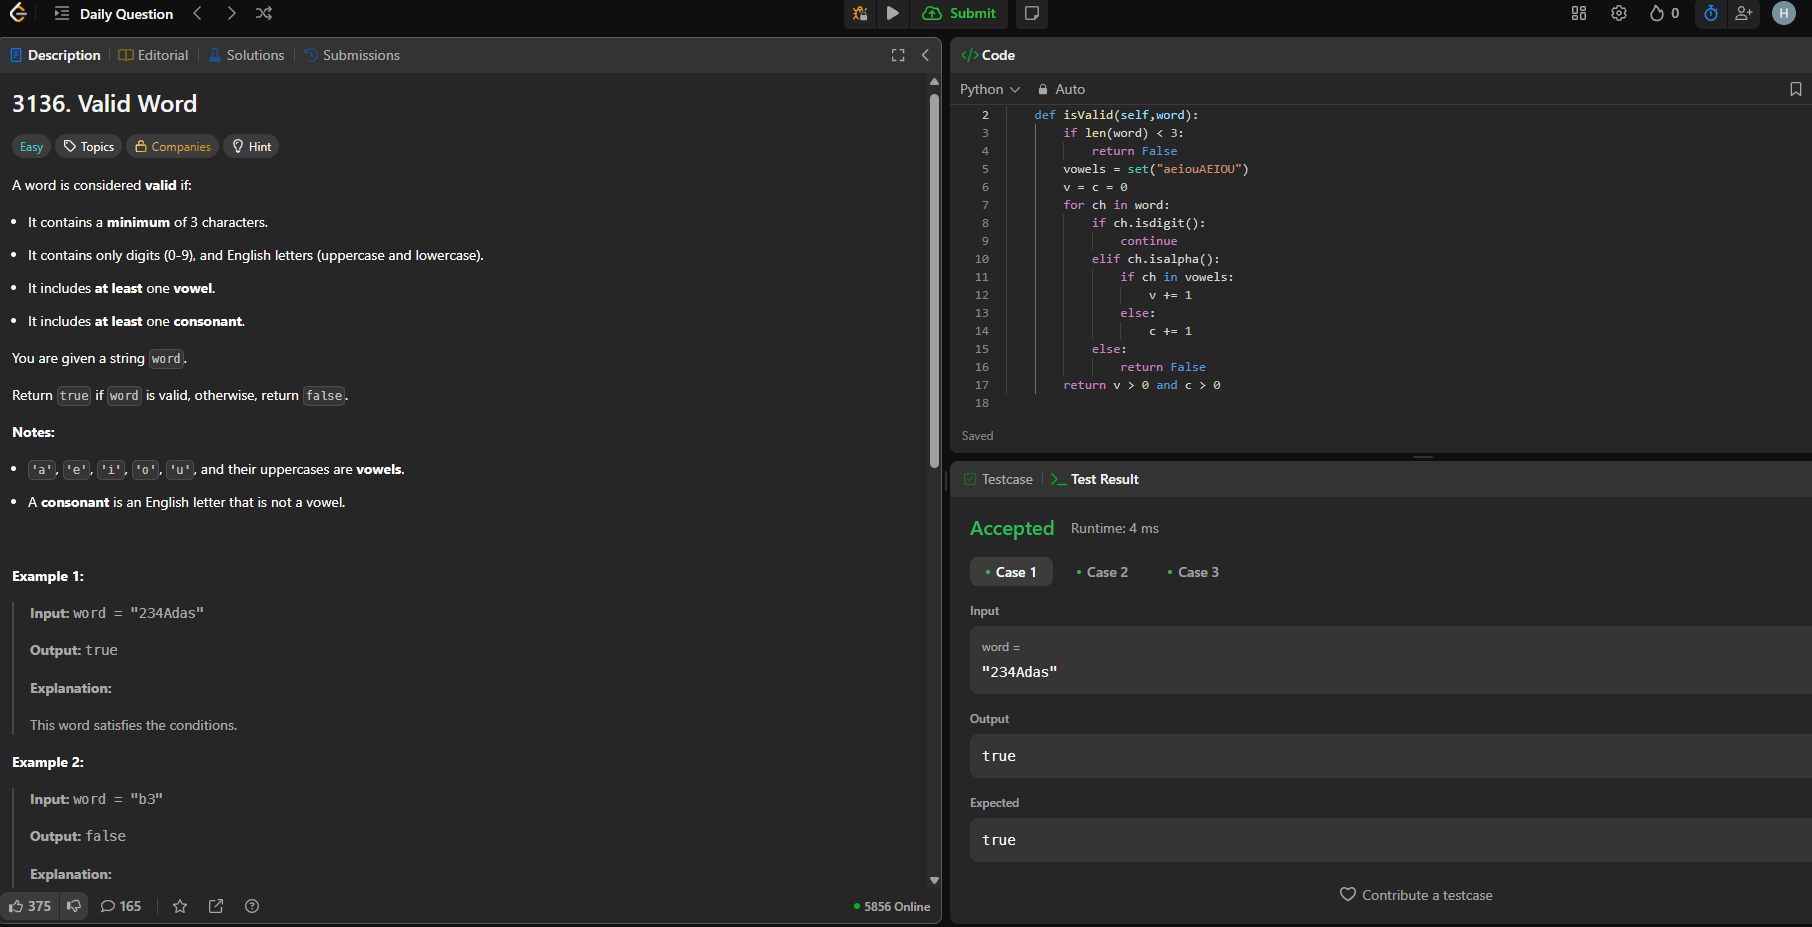 Daily Question
Submit
0
H
Description
Editorial
Solutions
Submissions
3136. Valid Word
Easy
Topics
Companies
Hint
A word is considered valid if:
• It contains a minimum of 3 characters.
• It contains only digits (0-9), and English letters (uppercase and lowercase).
• It includes at least one vowel.
• It includes at least one consonant.
You are given a string word.
Return true if word is valid, otherwise, return false.
Notes:
• 'a', 'e', 'i', 'o', 'u', and their uppercases are vowels.
• A consonant is an English letter that is not a vowel.
Example 1:
Input: word = "234Adas"
Output: true
Explanation:
This word satisfies the conditions.
Example 2:
Input: word = "b3"
Output: false
Explanation:
375
165
5856 Online
</> Code
Python
Auto
2 def isValid(self,word):
3 if len(word) < 3:
4 return False
5 vowels = set("aeiouAEIOU")
6 v = c = 0
7 for ch in word:
8 if ch.isdigit():
9 continue
10 elif ch.isalpha():
11 if ch in vowels:
12 v += 1
13 else:
14 c += 1
15 else:
16 return False
17 return v > 0 and c > 0
18
Saved
Testcase
Test Result
Accepted Runtime: 4 ms
• Case 1
• Case 2
• Case 3
Input
word =
"234Adas"
Output
true
Expected
true
Contribute a testcase